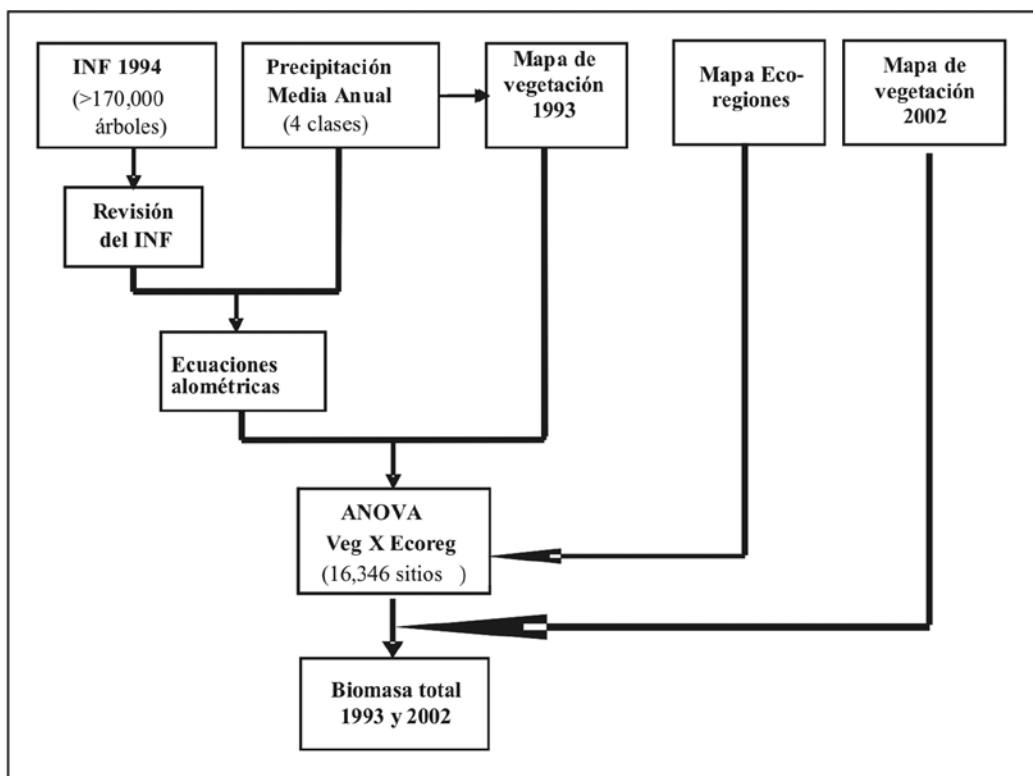 INF 1994
(>170,000
árboles)
Precipitación
Media Anual
(4 clases)
Mapa de
vegetación
1993
Mapa Eco-
regiones
Mapa de
vegetación
2002
Revisión
del INF
Ecuaciones
alométricas
ANOVA
Veg X Ecoreg
(16,346 sitios )
Biomasa total
1993 y 2002